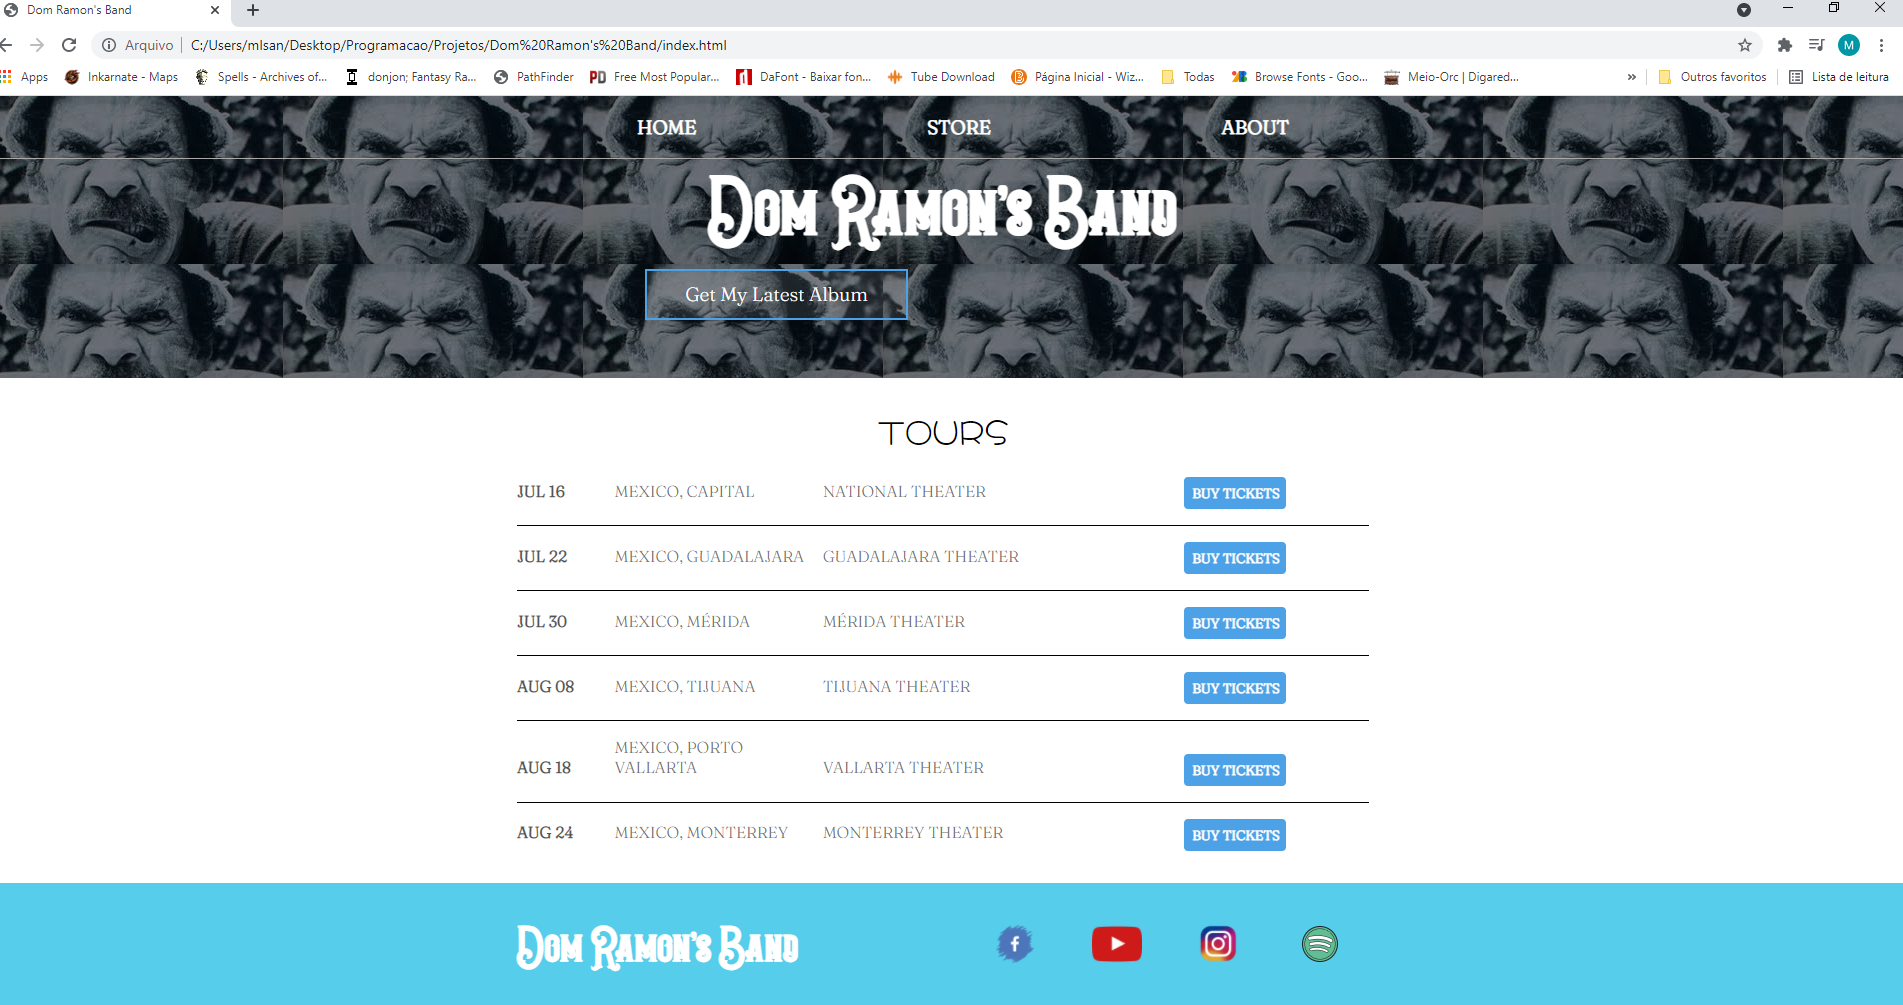 Dom Ramon's Band
Arquivo | C:/Users/mlsan/Desktop/Programacao/Projetos/Dom%20Ramon's%20Band/index.html
M
Apps Inkarnate - Maps Spells - Archives of... donjon; Fantasy Ra... PathFinder PD Free Most Popular... DaFont - Baixar fon... Tube Download Página Inicial - Wiz... Todas Browse Fonts - Goo... Meio-Orc | Digared... » Outros favoritos Lista de leitura
HOME STORE ABOUT
Dom Ramon's Band
Get My Latest Album
TOURS
JUL 16 MEXICO, CAPITAL NATIONAL THEATER BUY TICKETS
JUL 22 MEXICO, GUADALAJARA GUADALAJARA THEATER BUY TICKETS
JUL 30 MEXICO, MÉRIDA MÉRIDA THEATER BUY TICKETS
AUG 08 MEXICO, TIJUANA TIJUANA THEATER BUY TICKETS
MEXICO, PORTO
AUG 18 VALLARTA VALLARTA THEATER BUY TICKETS
AUG 24 MEXICO, MONTERREY MONTERREY THEATER BUY TICKETS
Dom Ramon's Band